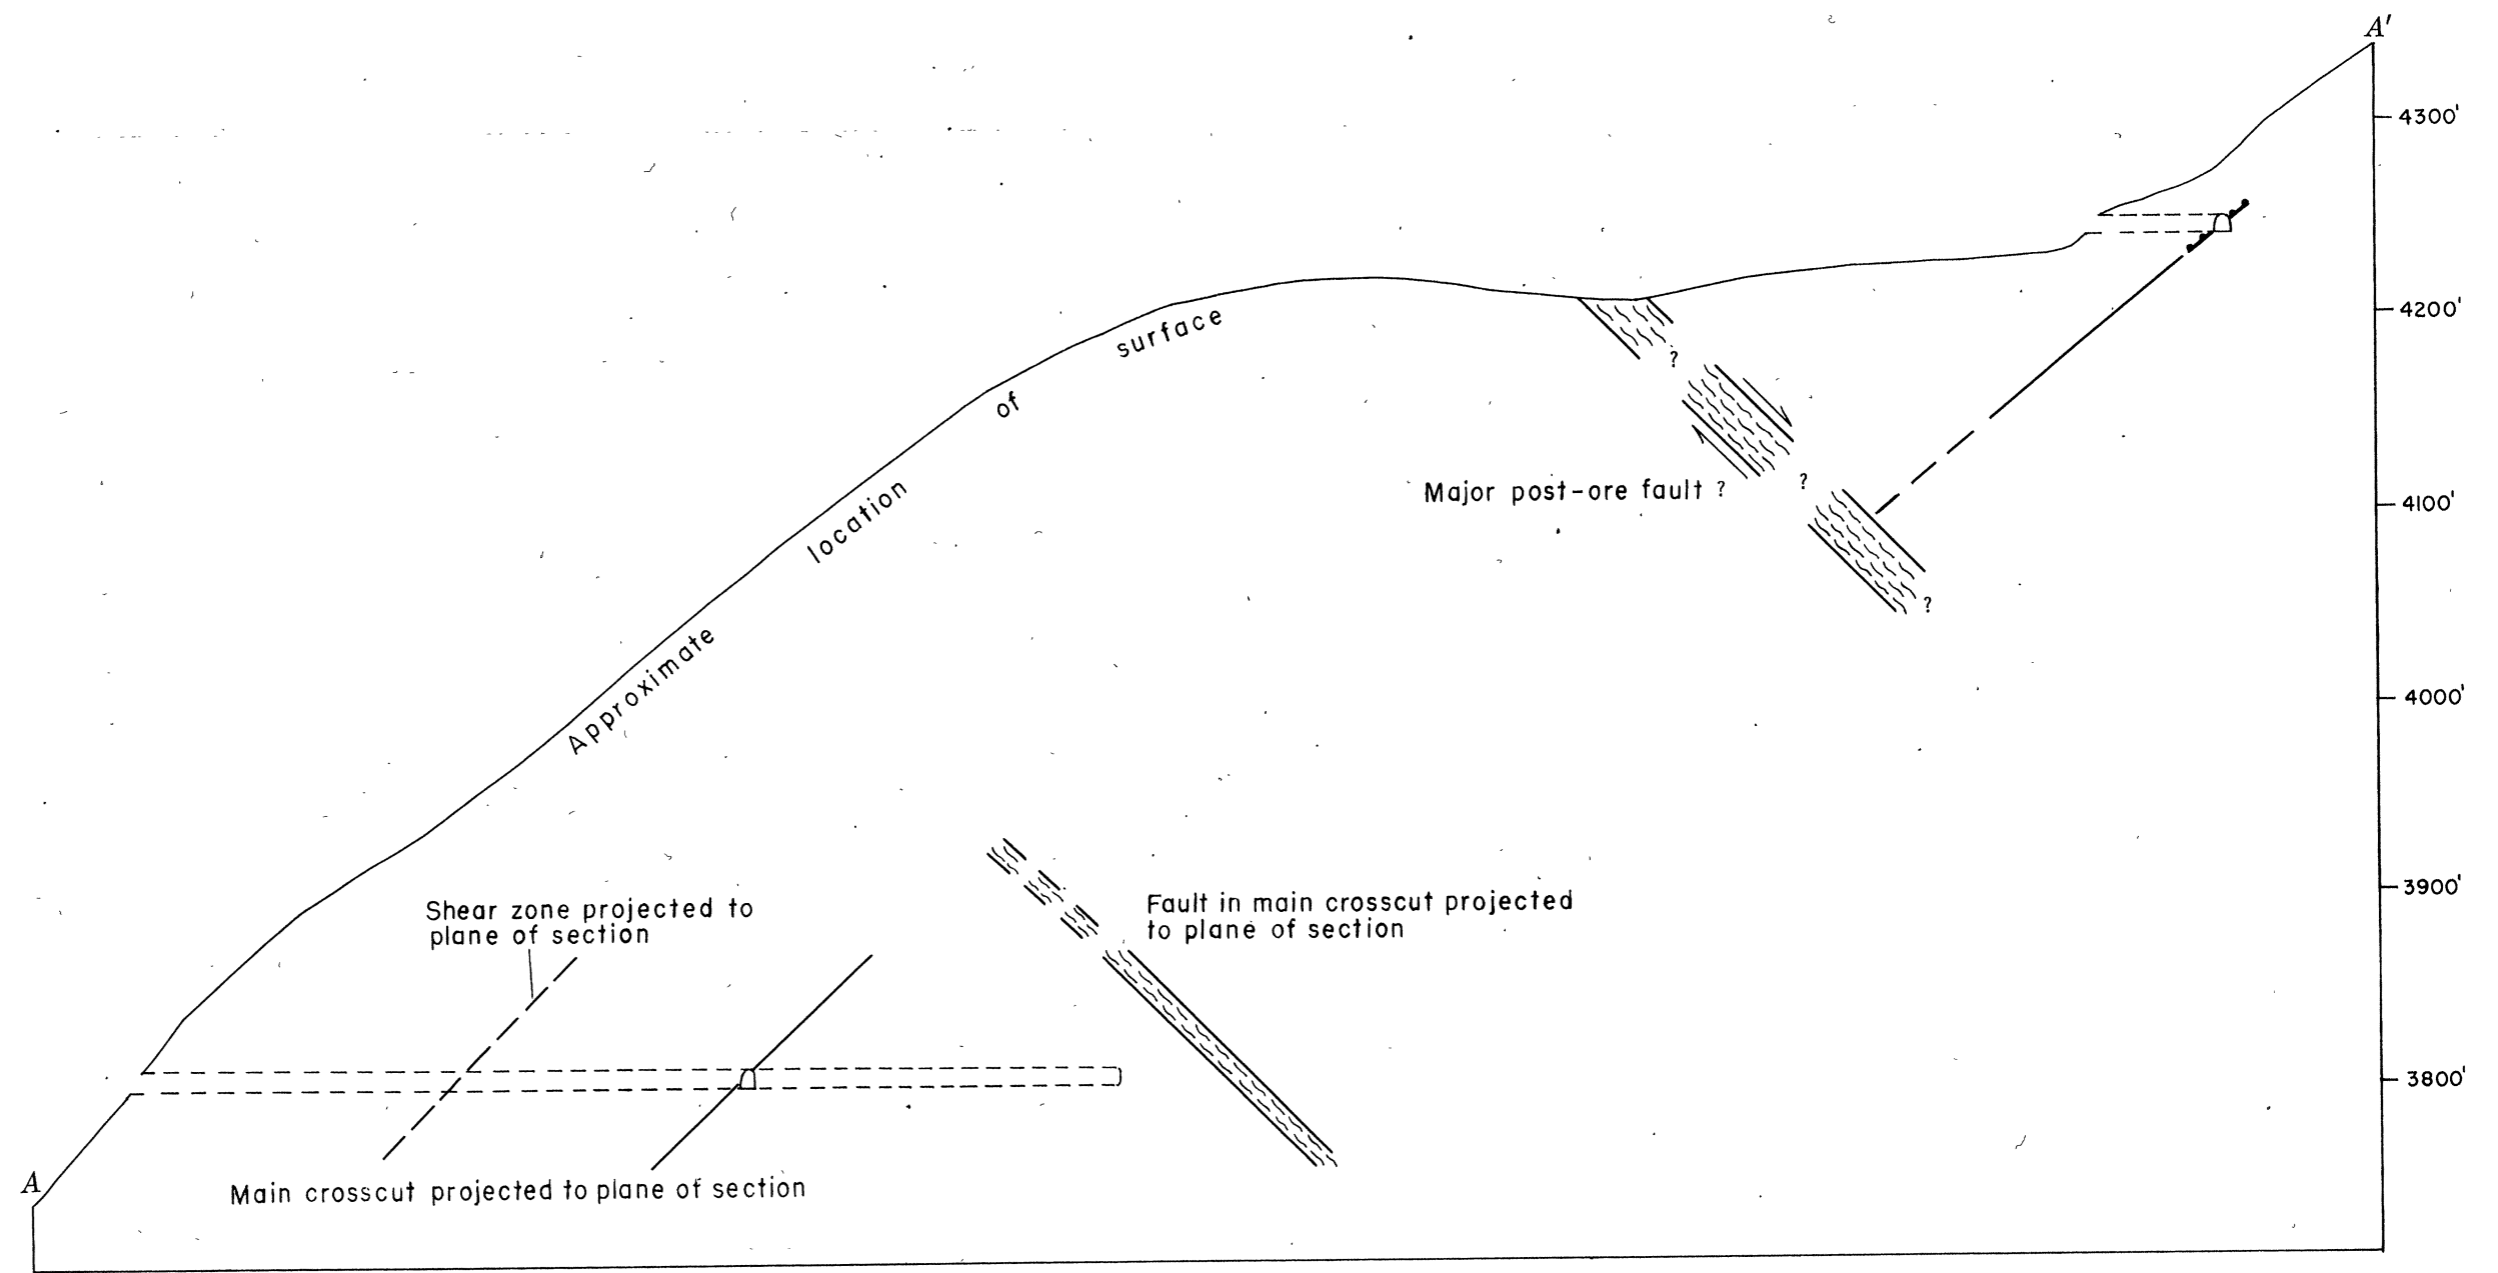 A'
4300'
4200'
surface
of
Major post-ore fault ?
?
?
4100'
location
?
Approximate
4000'
3900'
Shear zone projected to
plane of section
Fault in main crosscut projected
to plane of section
3800'
A
Main crosscut projected to plane of section